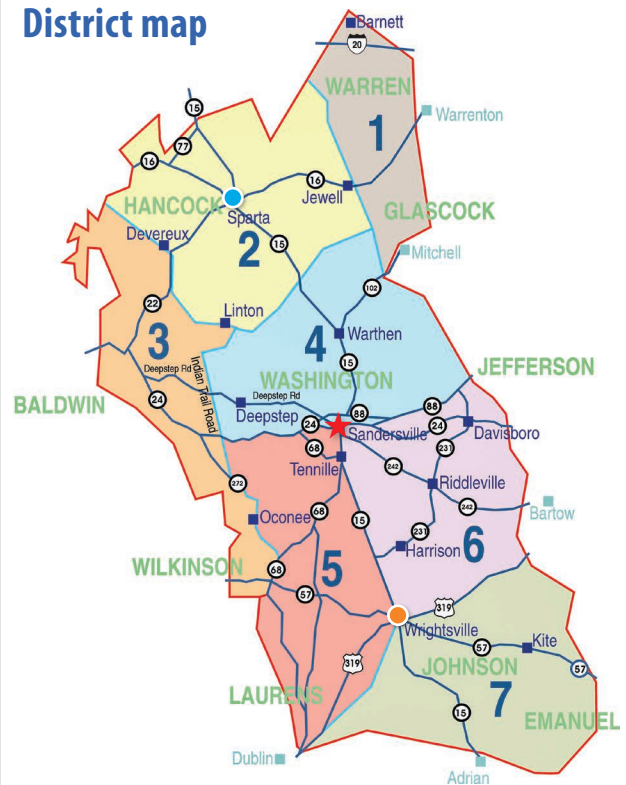 District map
Barnett
20
WARREN
15
1
Warrenton
77
16
16
Jewell
HANCOCK
Sparta
GLASCOCK
Devereux
2
15
Mitchell
102
22
Linton
3
4
Warthen
15
Deepstep Rd
Indian Trail Road
WASHINGTON
JEFFERSON
24
Deepstep Rd
BALDWIN
Deepstep
88
88
24
Sandersville
24
Davisboro
68
231
Tennille
242
272
Riddleville
68
242
Bartow
Oconee
15
231
Harrison
6
WILKINSON
68
5
57
319
Wrightsville
57
Kite
319
JOHNSON
57
LAURENS
7
15
EMANUEL
Dublin
Adrian